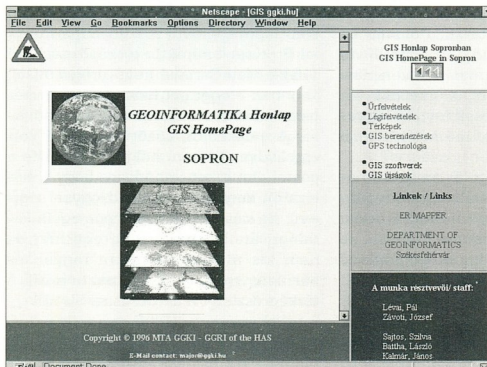 Netscape - [GIS ggki.hu]
File Edit View Go Bookmarks Options Directory Window Help
GEOINFORMATIKA Honlap
GIS HomePage
SOPRON
Copyright © 1996 MTA GGKI - GGRI of the HAS
E-Mail contact: major@ggki.hu
Document Done
GIS Honlap Sopronban
GIS HomePage in Sopron
Űrfelvételek
Légifelvételek
Térképek
GIS berendezések
GPS technológia
GIS szoftverek
GIS újságok
Linkek / Links
ER MAPPER
DEPARTMENT OF
GEOINFORMATICS
Székesfehérvár
A munka résztvevői/ staff:
Lévai, Pál
Závoti, József
Sajtos, Szilvia
Battha, László
Kalmár, János